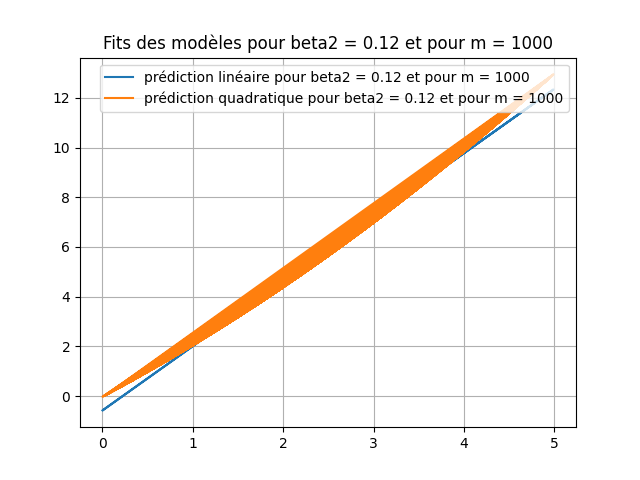 Fits des modèles pour beta2 = 0.12 et pour m = 1000
prédiction linéaire pour beta2 = 0.12 et pour m = 1000
prédiction quadratique pour beta2 = 0.12 et pour m = 1000
12
10
8
6
4
2
0
0 1 2 3 4 5